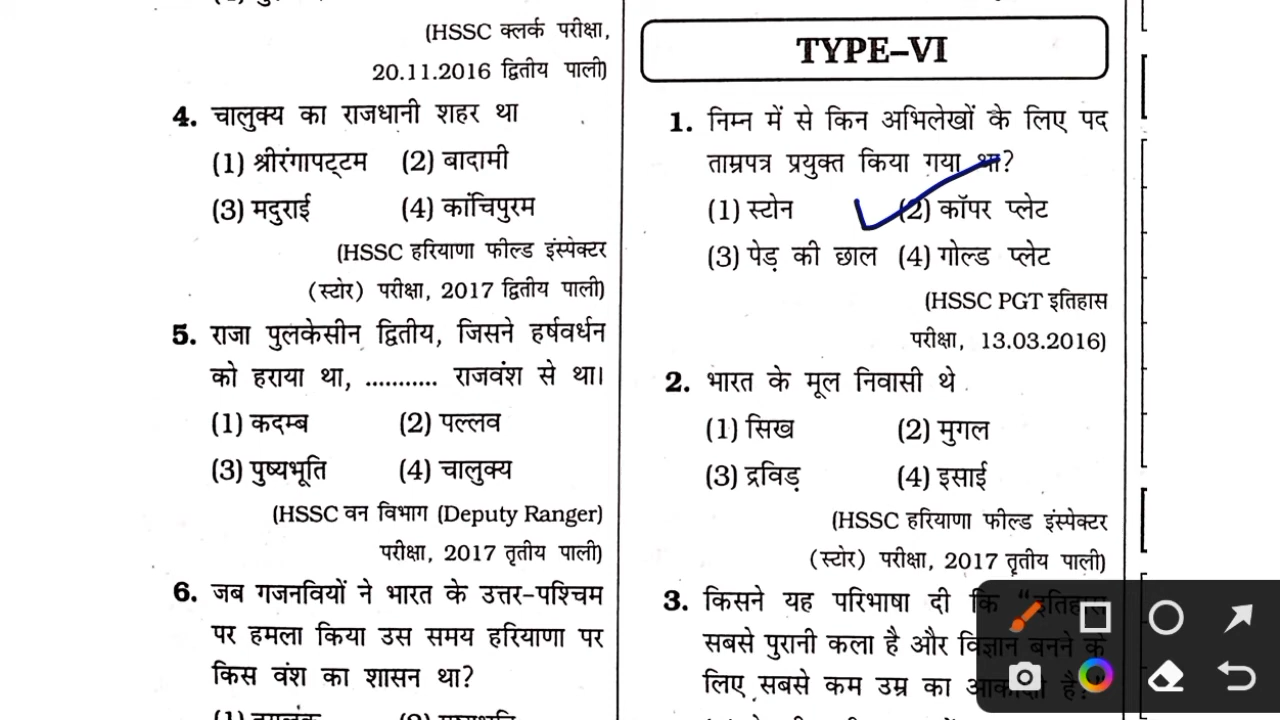 (HSSC क्लर्क परीक्षा,
20.11.2016 द्वितीय पाली)
4. चालुक्य का राजधानी शहर था
(1) श्रीरंगापट्टम (2) बादामी
(3) मदुराई (4) कांचिपुरम
(HSSC हरियाणा फील्ड इंस्पेक्टर
(स्टोर) परीक्षा, 2017 द्वितीय पाली)
5. राजा पुलकेसीन द्वितीय, जिसने हर्षवर्धन
को हराया था, ........... राजवंश से था।
(1) कदम्ब (2) पल्लव
(3) पुष्यभूति (4) चालुक्य
(HSSC वन विभाग (Deputy Ranger)
परीक्षा, 2017 तृतीय पाली)
6. जब गजनवियों ने भारत के उत्तर-पश्चिम
पर हमला किया उस समय हरियाणा पर
किस वंश का शासन था?
TYPE–VI
1. निम्न में से किन अभिलेखों के लिए पद
ताम्रपत्र प्रयुक्त किया गया था?
(1) स्टोन (2) कॉपर प्लेट
(3) पेड़ की छाल (4) गोल्ड प्लेट
(HSSC PGT इतिहास
परीक्षा, 13.03.2016)
2. भारत के मूल निवासी थे
(1) सिख (2) मुगल
(3) द्रविड़ (4) इसाई
(HSSC हरियाणा फील्ड इंस्पेक्टर
(स्टोर) परीक्षा, 2017 तृतीय पाली)
3. किसने यह परिभाषा दी कि "इतिहास
सबसे पुरानी कला है और विज्ञान बनने के
लिए सबसे कम उम्र का है?